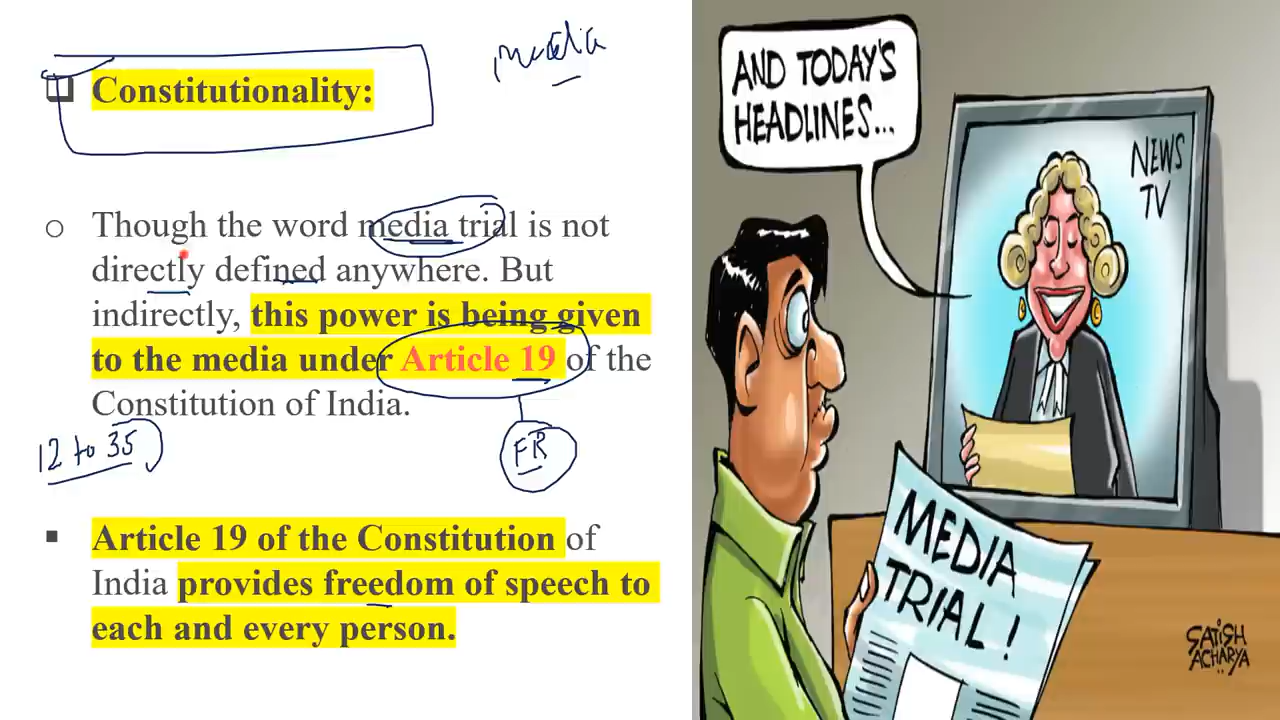 media
Constitutionality:
Though the word media trial is not
directly defined anywhere. But
indirectly, this power is being given
to the media under Article 19 of the
Constitution of India.
12 to 35
FR
Article 19 of the Constitution of
India provides freedom of speech to
each and every person.
AND TODAY'S
HEADLINES...
NEWS
TV
MEDIA
TRIAL!
SATISH
ACHARYA